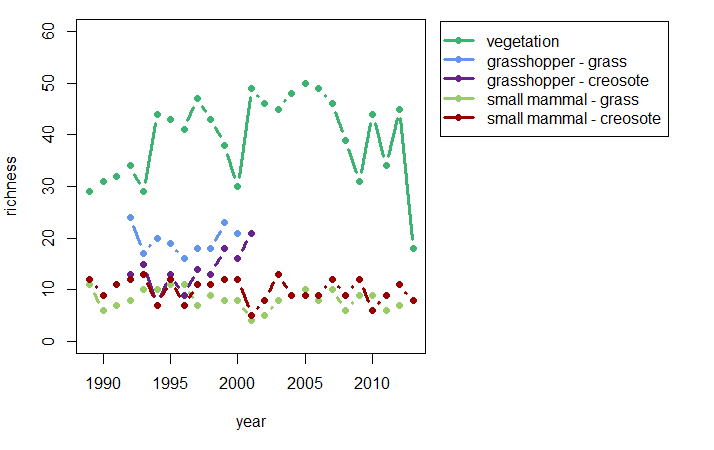 60
50
40
30
20
10
0
richness
1990 1995 2000 2005 2010
year
vegetation
grasshopper - grass
grasshopper - creosote
small mammal - grass
small mammal - creosote